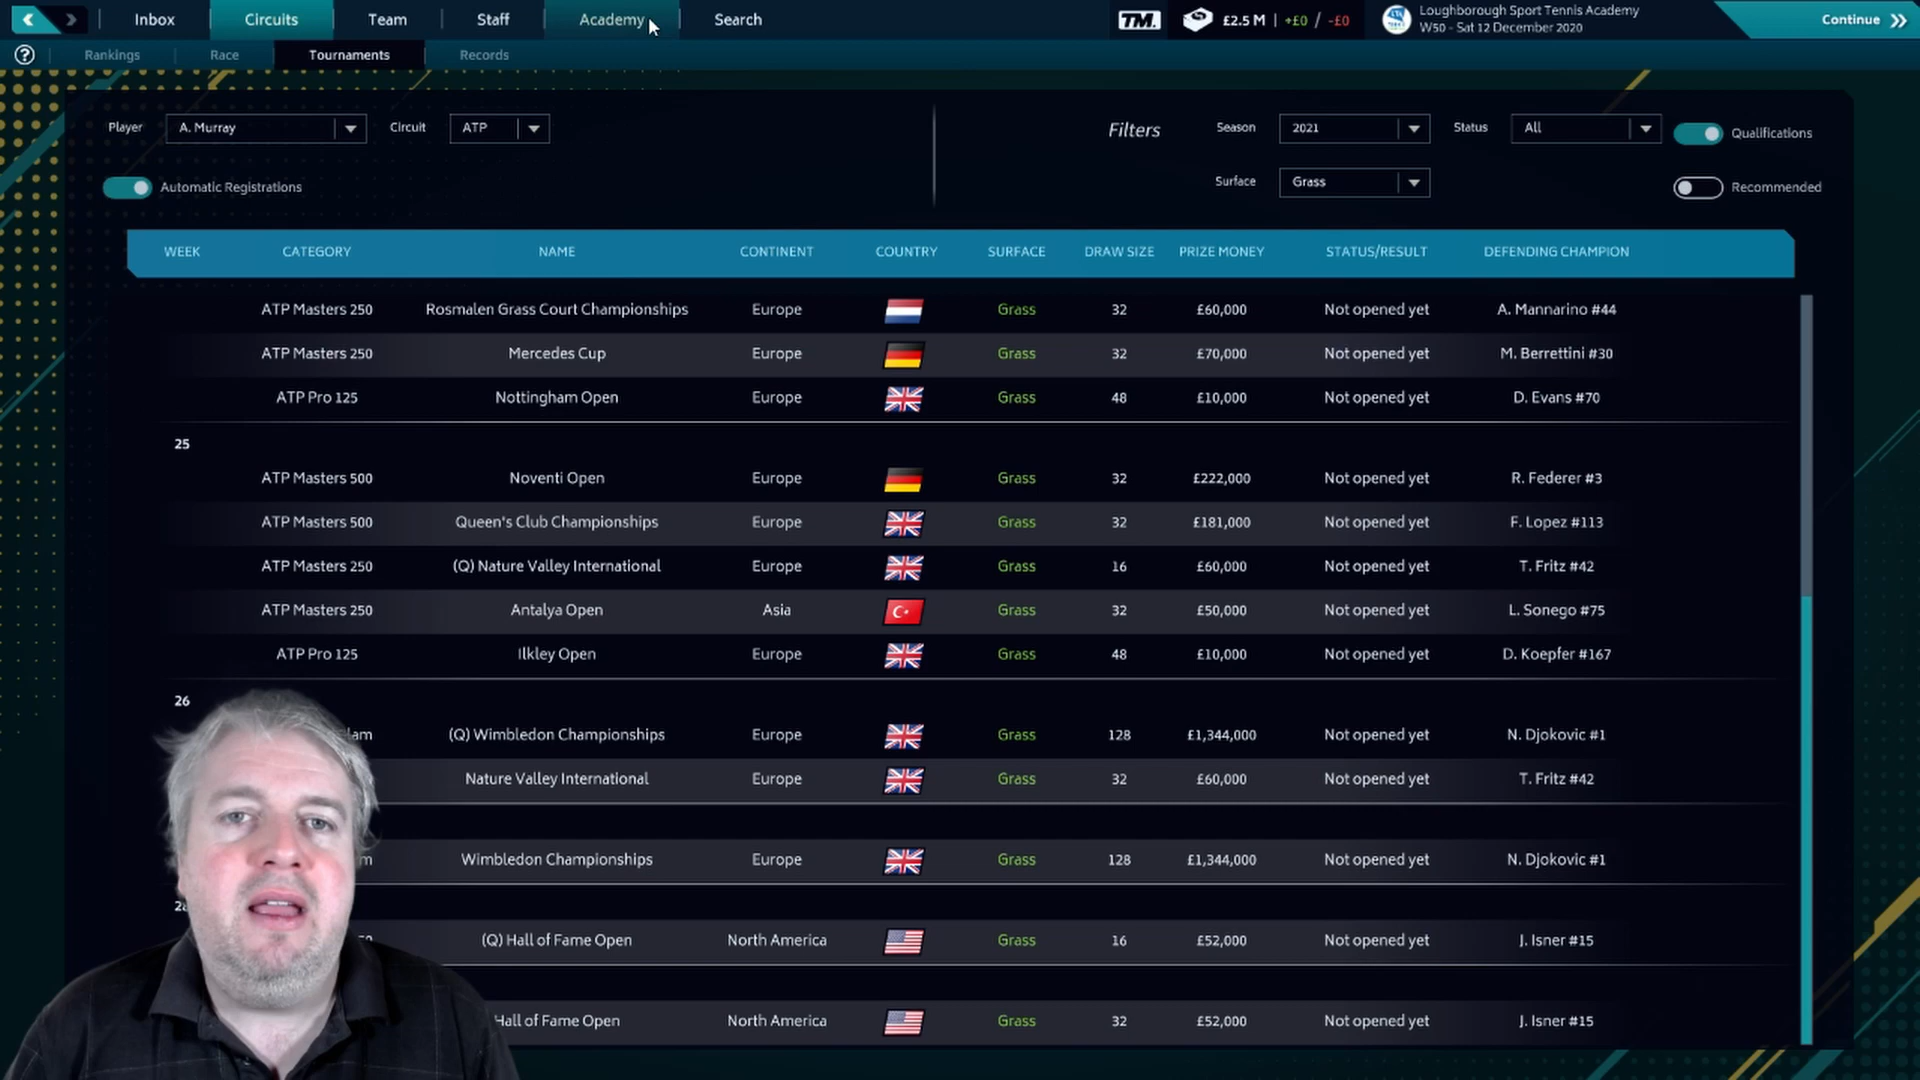 Inbox Circuits Team Staff Academy Search TM. £2.5 M | +£0 / -£0 Loughborough Sport Tennis Academy Continue
W50 - Sat 12 December 2020
? Rankings Race Tournaments Records
Player A. Murray Circuit ATP Filters Season 2021 Status All Qualifications
Automatic Registrations Surface Grass Recommended
WEEK CATEGORY NAME CONTINENT COUNTRY SURFACE DRAW SIZE PRIZE MONEY STATUS/RESULT DEFENDING CHAMPION
ATP Masters 250 Rosmalen Grass Court Championships Europe Grass 32 £60,000 Not opened yet A. Mannarino #44
ATP Masters 250 Mercedes Cup Europe Grass 32 £70,000 Not opened yet M. Berrettini #30
ATP Pro 125 Nottingham Open Europe Grass 48 £10,000 Not opened yet D. Evans #70
25
ATP Masters 500 Noventi Open Europe Grass 32 £222,000 Not opened yet R. Federer #3
ATP Masters 500 Queen's Club Championships Europe Grass 32 £181,000 Not opened yet F. Lopez #113
ATP Masters 250 (Q) Nature Valley International Europe Grass 16 £60,000 Not opened yet T. Fritz #42
ATP Masters 250 Antalya Open Asia Grass 32 £50,000 Not opened yet L. Sonego #75
ATP Pro 125 Ilkley Open Europe Grass 48 £10,000 Not opened yet D. Koepfer #167
26
(Q) Wimbledon Championships Europe Grass 128 £1,344,000 Not opened yet N. Djokovic #1
Nature Valley International Europe Grass 32 £60,000 Not opened yet T. Fritz #42
Wimbledon Championships Europe Grass 128 £1,344,000 Not opened yet N. Djokovic #1
(Q) Hall of Fame Open North America Grass 16 £52,000 Not opened yet J. Isner #15
Hall of Fame Open North America Grass 32 £52,000 Not opened yet J. Isner #15